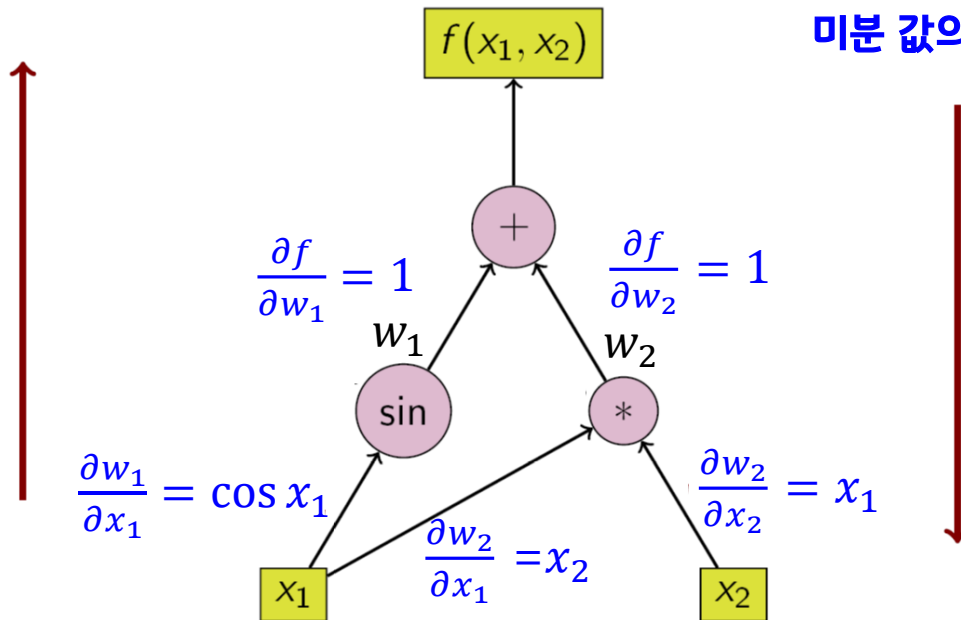 f(x₁, x₂)
미분 값의
+
∂f/∂w₁ = 1
∂f/∂w₂ = 1
w₁
w₂
sin
*
∂w₁/∂x₁ = cos x₁
∂w₂/∂x₂ = x₁
∂w₂/∂x₁ =x₂
x₁
x₂